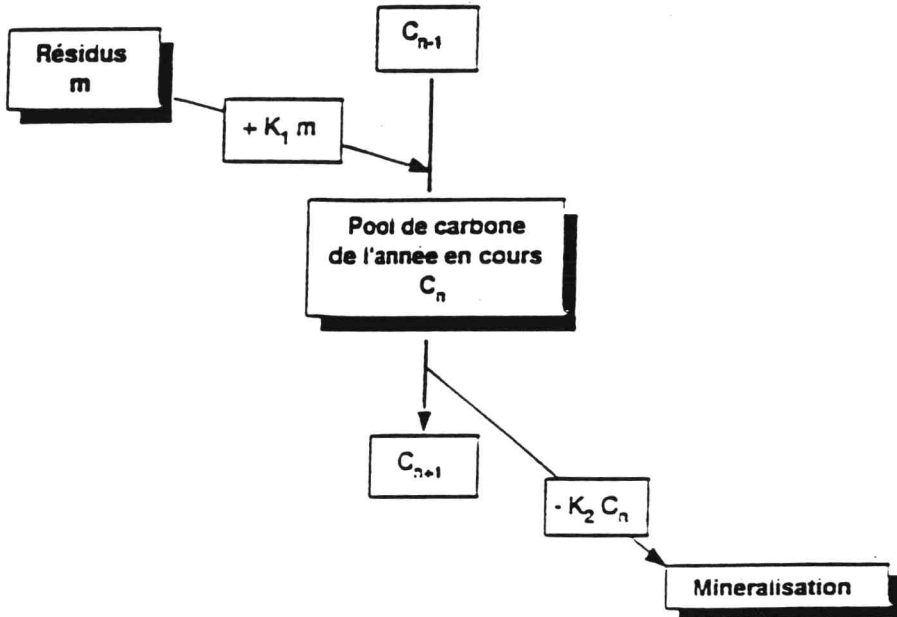 Résidus
m
C_{n-1}
+ K_1 m
Pool de carbone
de l'année en cours
C_n
C_{n+1}
- K_2 C_n
Mineralisation